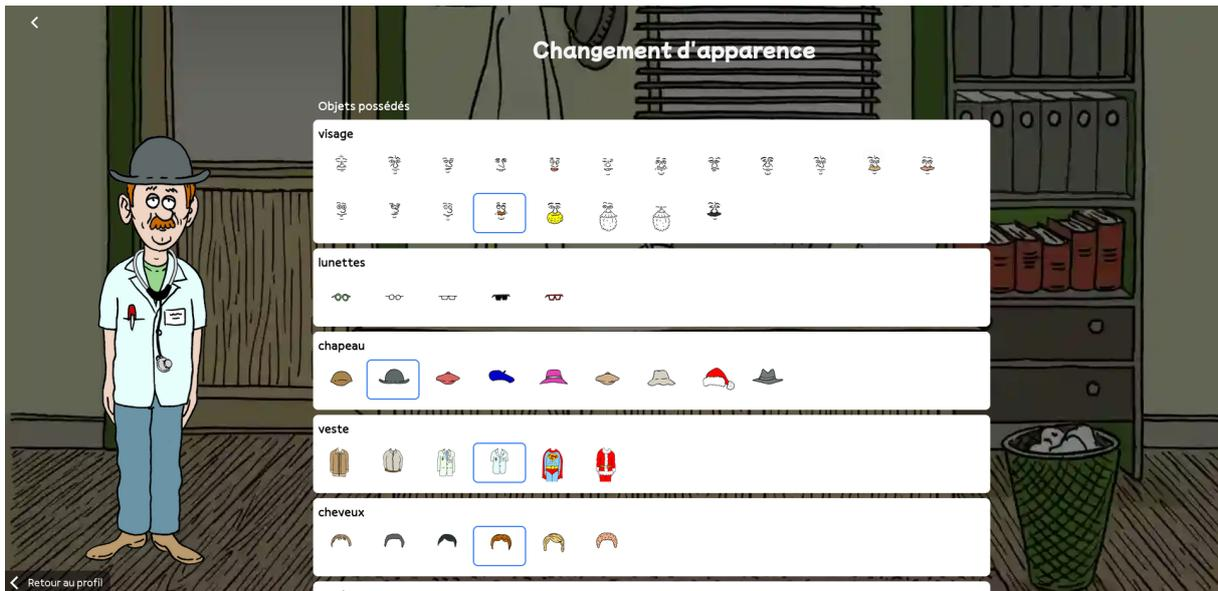 Changement d'apparence
Objets possédés
visage
lunettes
chapeau
veste
cheveux
Retour au profil